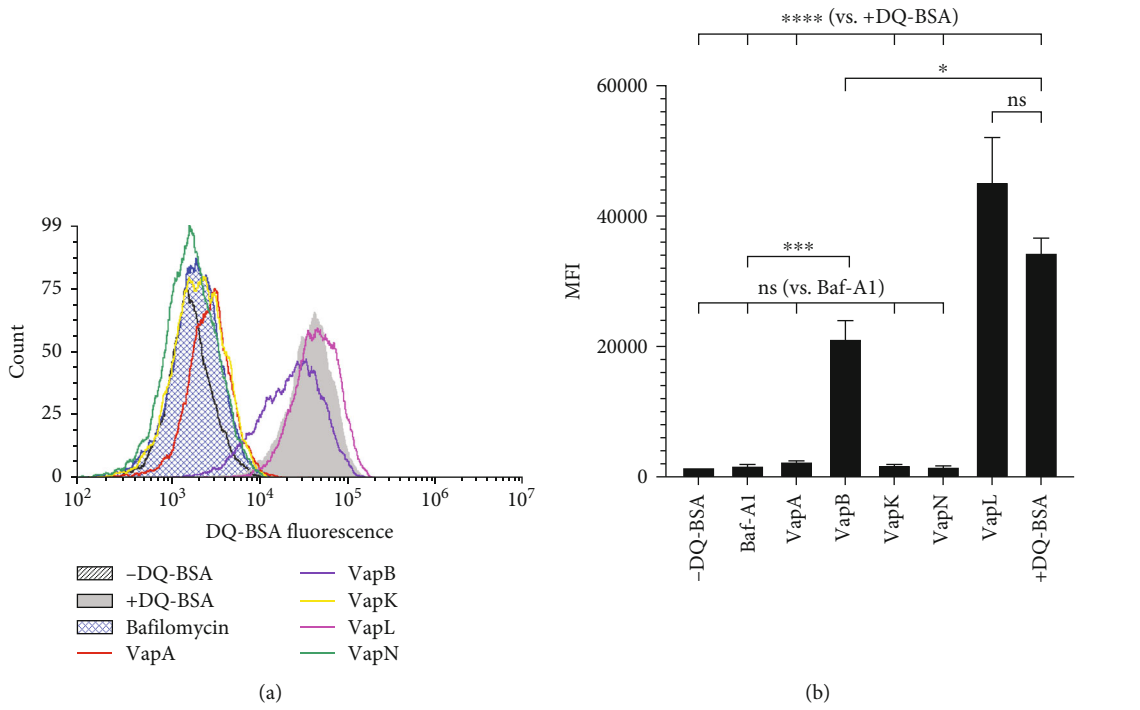 99
75
50
25
0
Count
10²
10³
10⁴
10⁵
10⁶
10⁷
DQ-BSA fluorescence
–DQ-BSA
+DQ-BSA
Bafilomycin
VapA
VapB
VapK
VapL
VapN
(a)
**** (vs. +DQ-BSA)
*
ns
***
ns (vs. Baf-A1)
60000
40000
20000
0
MFI
–DQ-BSA
Baf-A1
VapA
VapB
VapK
VapN
VapL
+DQ-BSA
(b)